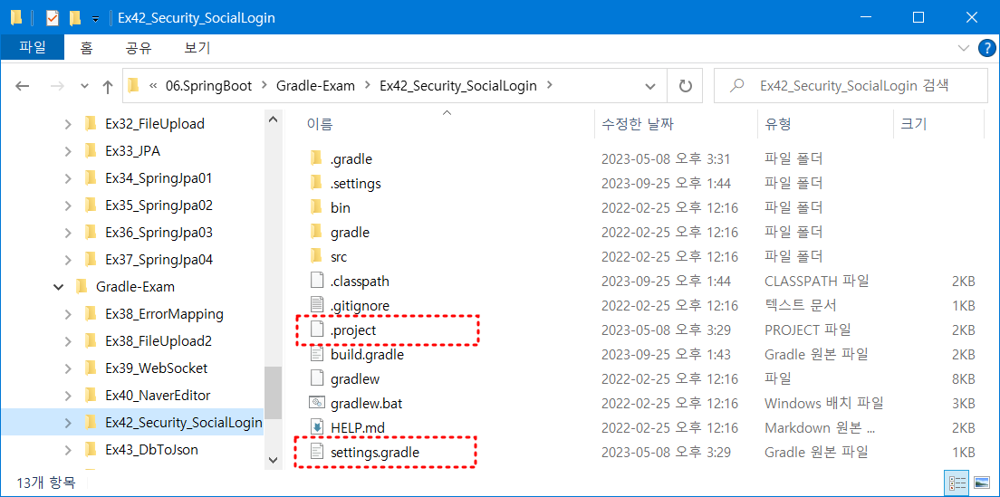 Ex42_Security_SocialLogin
파일 홈 공유 보기
« 06.SpringBoot > Gradle-Exam > Ex42_Security_SocialLogin > Ex42_Security_SocialLogin 검색
Ex32_FileUpload
Ex33_JPA
Ex34_SpringJpa01
Ex35_SpringJpa02
Ex36_SpringJpa03
Ex37_SpringJpa04
Gradle-Exam
Ex38_ErrorMapping
Ex38_FileUpload2
Ex39_WebSocket
Ex40_NaverEditor
Ex42_Security_SocialLogin
Ex43_DbToJson
이름 수정한 날짜 유형 크기
.gradle 2023-05-08 오후 3:31 파일 폴더
.settings 2023-09-25 오후 1:44 파일 폴더
bin 2022-02-25 오후 12:16 파일 폴더
gradle 2022-02-25 오후 12:16 파일 폴더
src 2022-02-25 오후 12:16 파일 폴더
.classpath 2023-09-25 오후 1:44 CLASSPATH 파일 2KB
.gitignore 2022-02-25 오후 12:16 텍스트 문서 1KB
.project 2023-05-08 오후 3:29 PROJECT 파일 2KB
build.gradle 2023-09-25 오후 1:43 Gradle 원본 파일 2KB
gradlew 2022-02-25 오후 12:16 파일 8KB
gradlew.bat 2022-02-25 오후 12:16 Windows 배치 파일 3KB
HELP.md 2022-02-25 오후 12:16 Markdown 원본 ... 2KB
settings.gradle 2023-05-08 오후 3:29 Gradle 원본 파일 1KB
13개 항목